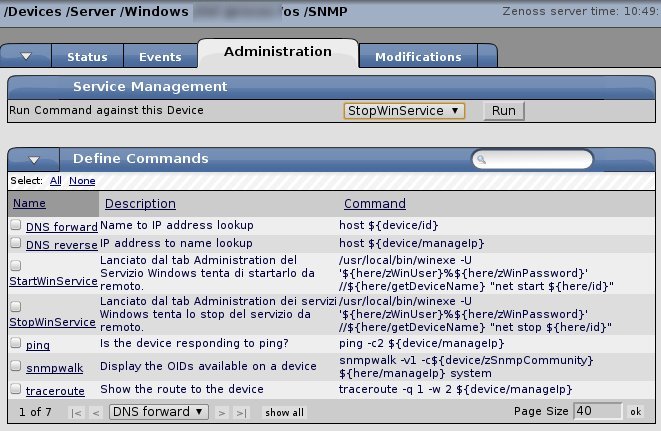 /Devices /Server /Windows /os /SNMP
Zenoss server time: 10:49:
Status Events Administration Modifications
Service Management
Run Command against this Device StopWinService Run
Define Commands
Select: All None
Name Description Command
DNS forward Name to IP address lookup host ${device/id}
DNS reverse IP address to name lookup host ${device/manageIp}
StartWinService
Lanciato dal tab Administration del
Servizio Windows tenta di startarlo da
remoto.
/usr/local/bin/winexe -U
'${here/zWinUser}%${here/zWinPassword}'
//${here/getDeviceName} "net start ${here/id}"
StopWinService
Lanciato dal tab Administration dei servizi
Windows tenta lo stop del servizio da
remoto.
/usr/local/bin/winexe -U
'${here/zWinUser}%${here/zWinPassword}'
//${here/getDeviceName} "net stop ${here/id}"
ping Is the device responding to ping? ping -c2 ${device/manageIp}
snmpwalk Display the OIDs available on a device
snmpwalk -v1 -c${device/zSnmpCommunity}
${here/manageIp} system
traceroute Show the route to the device traceroute -q 1 -w 2 ${device/manageIp}
1 of 7 |< < DNS forward > >| show all Page Size 40 ok